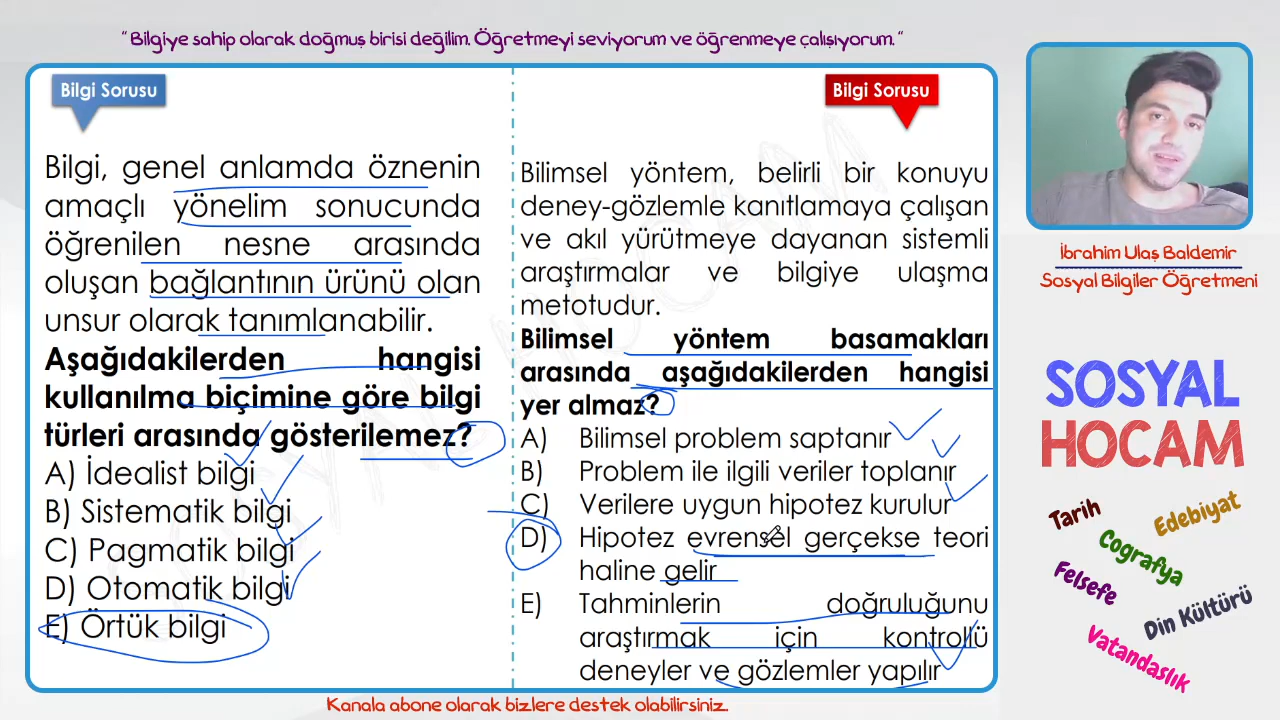 " Bilgiye sahip olarak doğmuş birisi değilim. Öğretmeyi seviyorum ve öğrenmeye çalışıyorum. "
Bilgi Sorusu
Bilgi, genel anlamda öznenin
amaçlı yönelim sonucunda
öğrenilen nesne arasında
oluşan bağlantının ürünü olan
unsur olarak tanımlanabilir.
Aşağıdakilerden hangisi
kullanılma biçimine göre bilgi
türleri arasında gösterilemez?
A) İdealist bilgi
B) Sistematik bilgi
C) Pagmatik bilgi
D) Otomatik bilgi
E) Örtük bilgi
Bilgi Sorusu
Bilimsel yöntem, belirli bir konuyu
deney-gözlemle kanıtlamaya çalışan
ve akıl yürütmeye dayanan sistemli
araştırmalar ve bilgiye ulaşma
metotudur.
Bilimsel yöntem basamakları
arasında aşağıdakilerden hangisi
yer almaz?
A) Bilimsel problem saptanır
B) Problem ile ilgili veriler toplanır
C) Verilere uygun hipotez kurulur
D) Hipotez evrensel gerçekse teori
haline gelir
E) Tahminlerin doğruluğunu
araştırmak için kontrollü
deneyler ve gözlemler yapılır
İbrahim Ulaş Baldemir
Sosyal Bilgiler Öğretmeni
SOSYAL
HOCAM
Tarih
Edebiyat
Coğrafya
Felsefe
Din Kültürü
Vatandaslık
Kanala abone olarak bizlere destek olabilirsiniz.